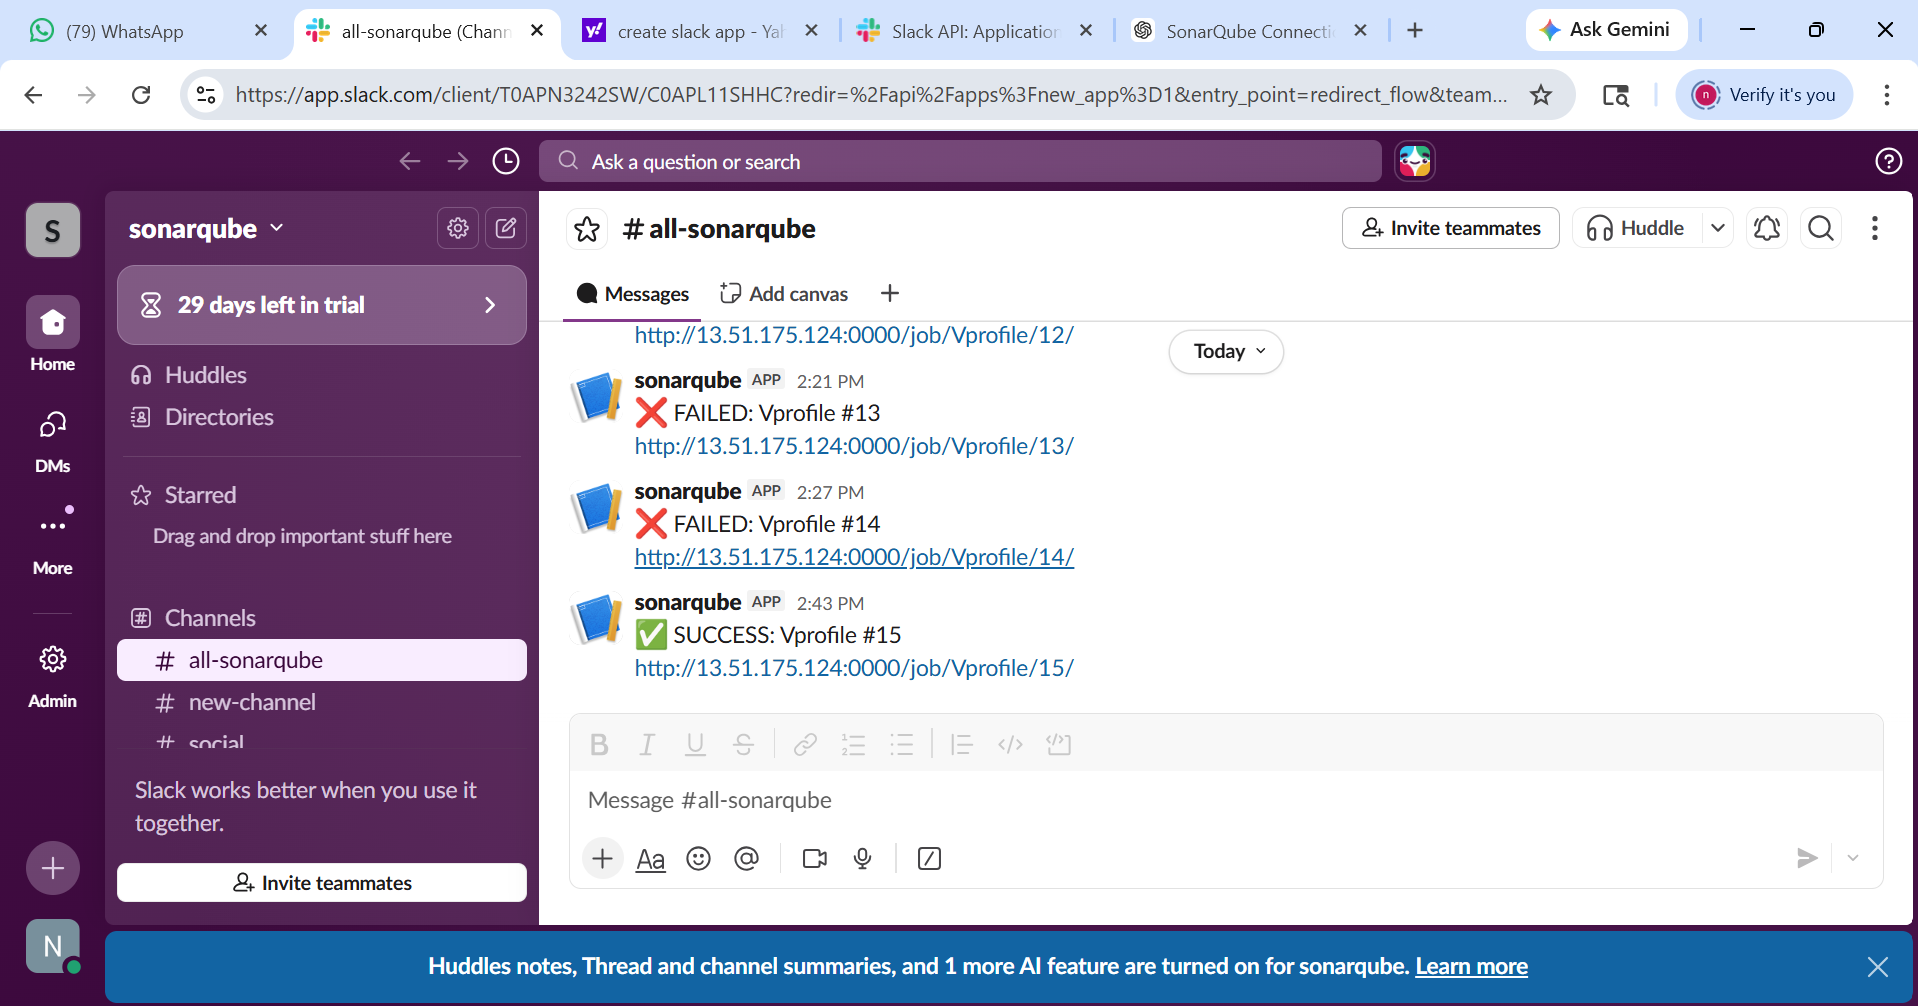 (79) WhatsApp
all-sonarqube (Chann
create slack app - Yah
Slack API: Application
SonarQube Connecti
Ask Gemini
https://app.slack.com/client/T0APN3242SW/C0APL11SHHC?redir=%2Fapi%2Fapps%3Fnew_app%3D1&entry_point=redirect_flow&team...
n
Verify it's you
Ask a question or search
S
sonarqube
29 days left in trial
Home
Huddles
Directories
DMs
Starred
Drag and drop important stuff here
More
Channels
# all-sonarqube
# new-channel
# social
Admin
Slack works better when you use it
together.
Invite teammates
N
# all-sonarqube
Invite teammates
Huddle
Messages
Add canvas
http://13.51.175.124:0000/job/Vprofile/12/
Today
sonarqube APP 2:21 PM
❌ FAILED: Vprofile #13
http://13.51.175.124:0000/job/Vprofile/13/
sonarqube APP 2:27 PM
❌ FAILED: Vprofile #14
http://13.51.175.124:0000/job/Vprofile/14/
sonarqube APP 2:43 PM
✅ SUCCESS: Vprofile #15
http://13.51.175.124:0000/job/Vprofile/15/
B I U S
Message #all-sonarqube
Aa
Huddles notes, Thread and channel summaries, and 1 more AI feature are turned on for sonarqube. Learn more